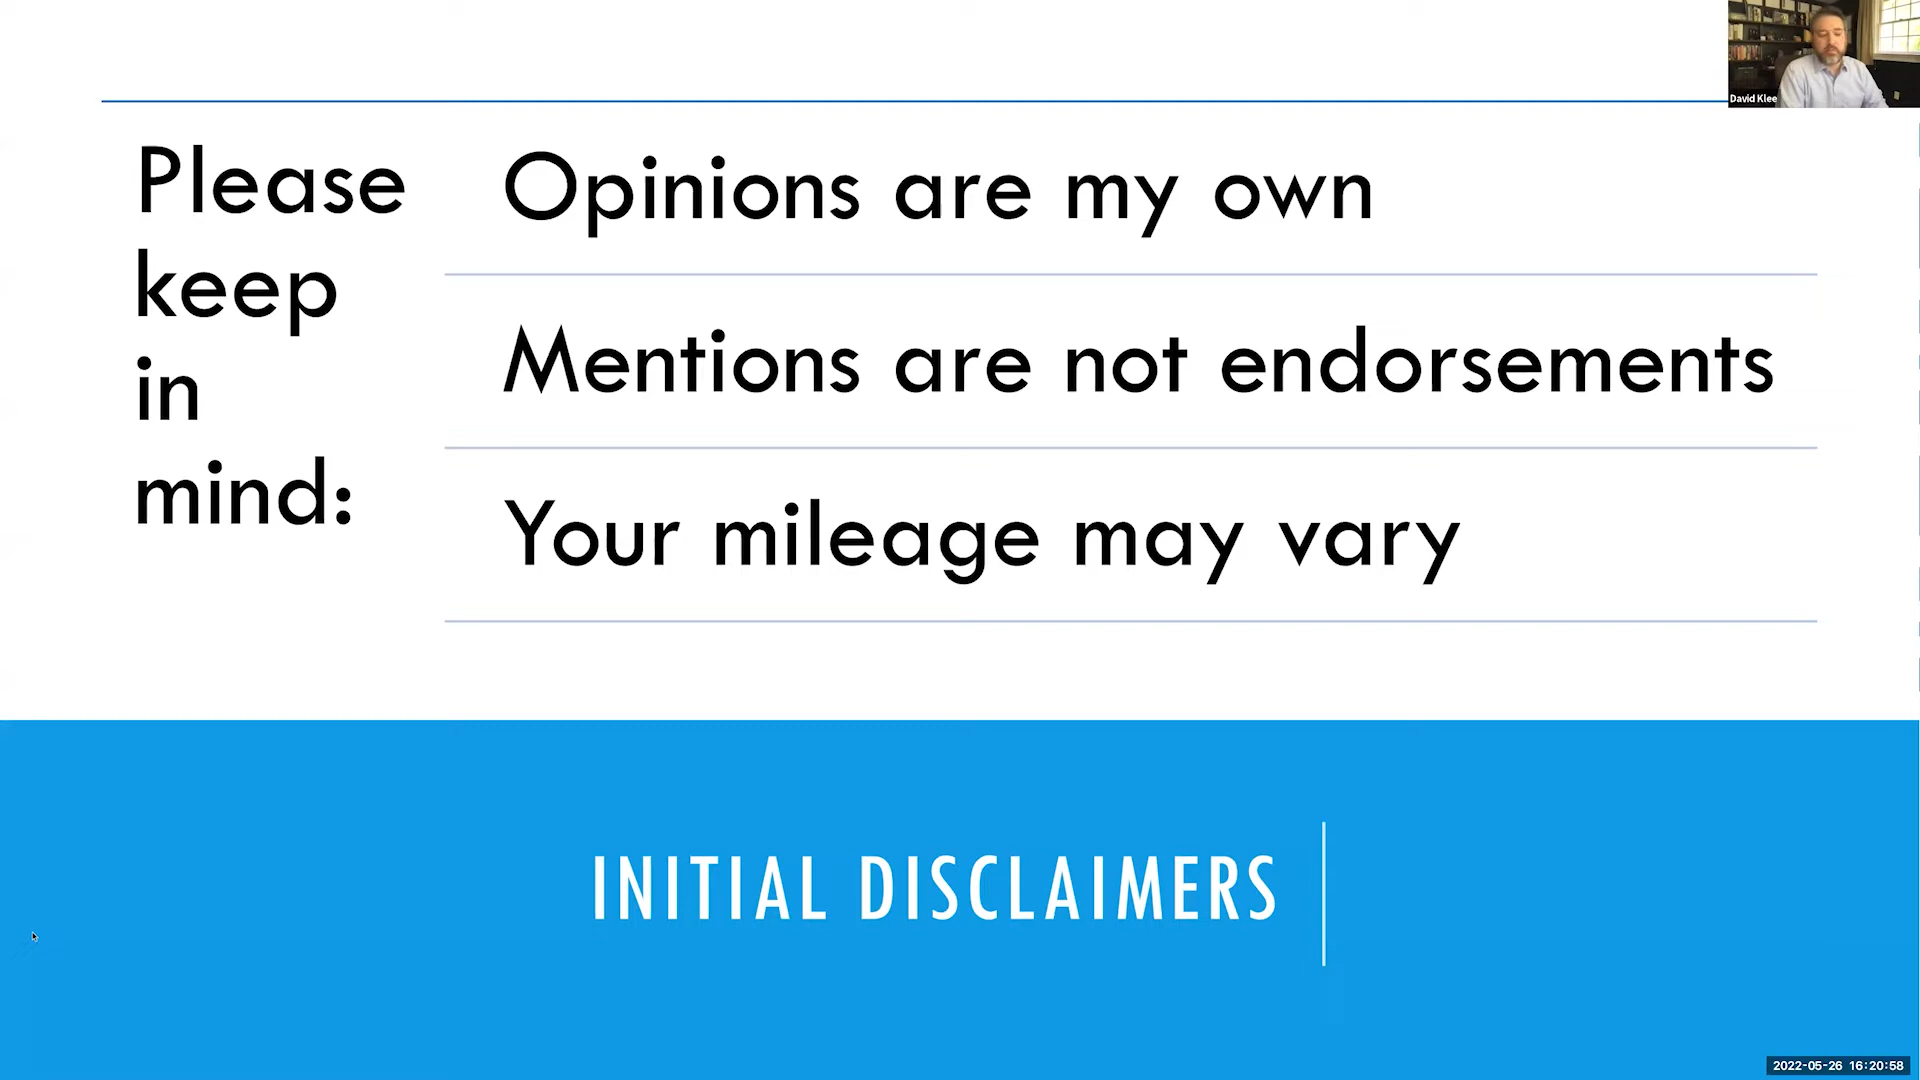 Please
keep
in
mind:
Opinions are my own
Mentions are not endorsements
Your mileage may vary
INITIAL DISCLAIMERS
David Klee
2022-05-26 16:20:58